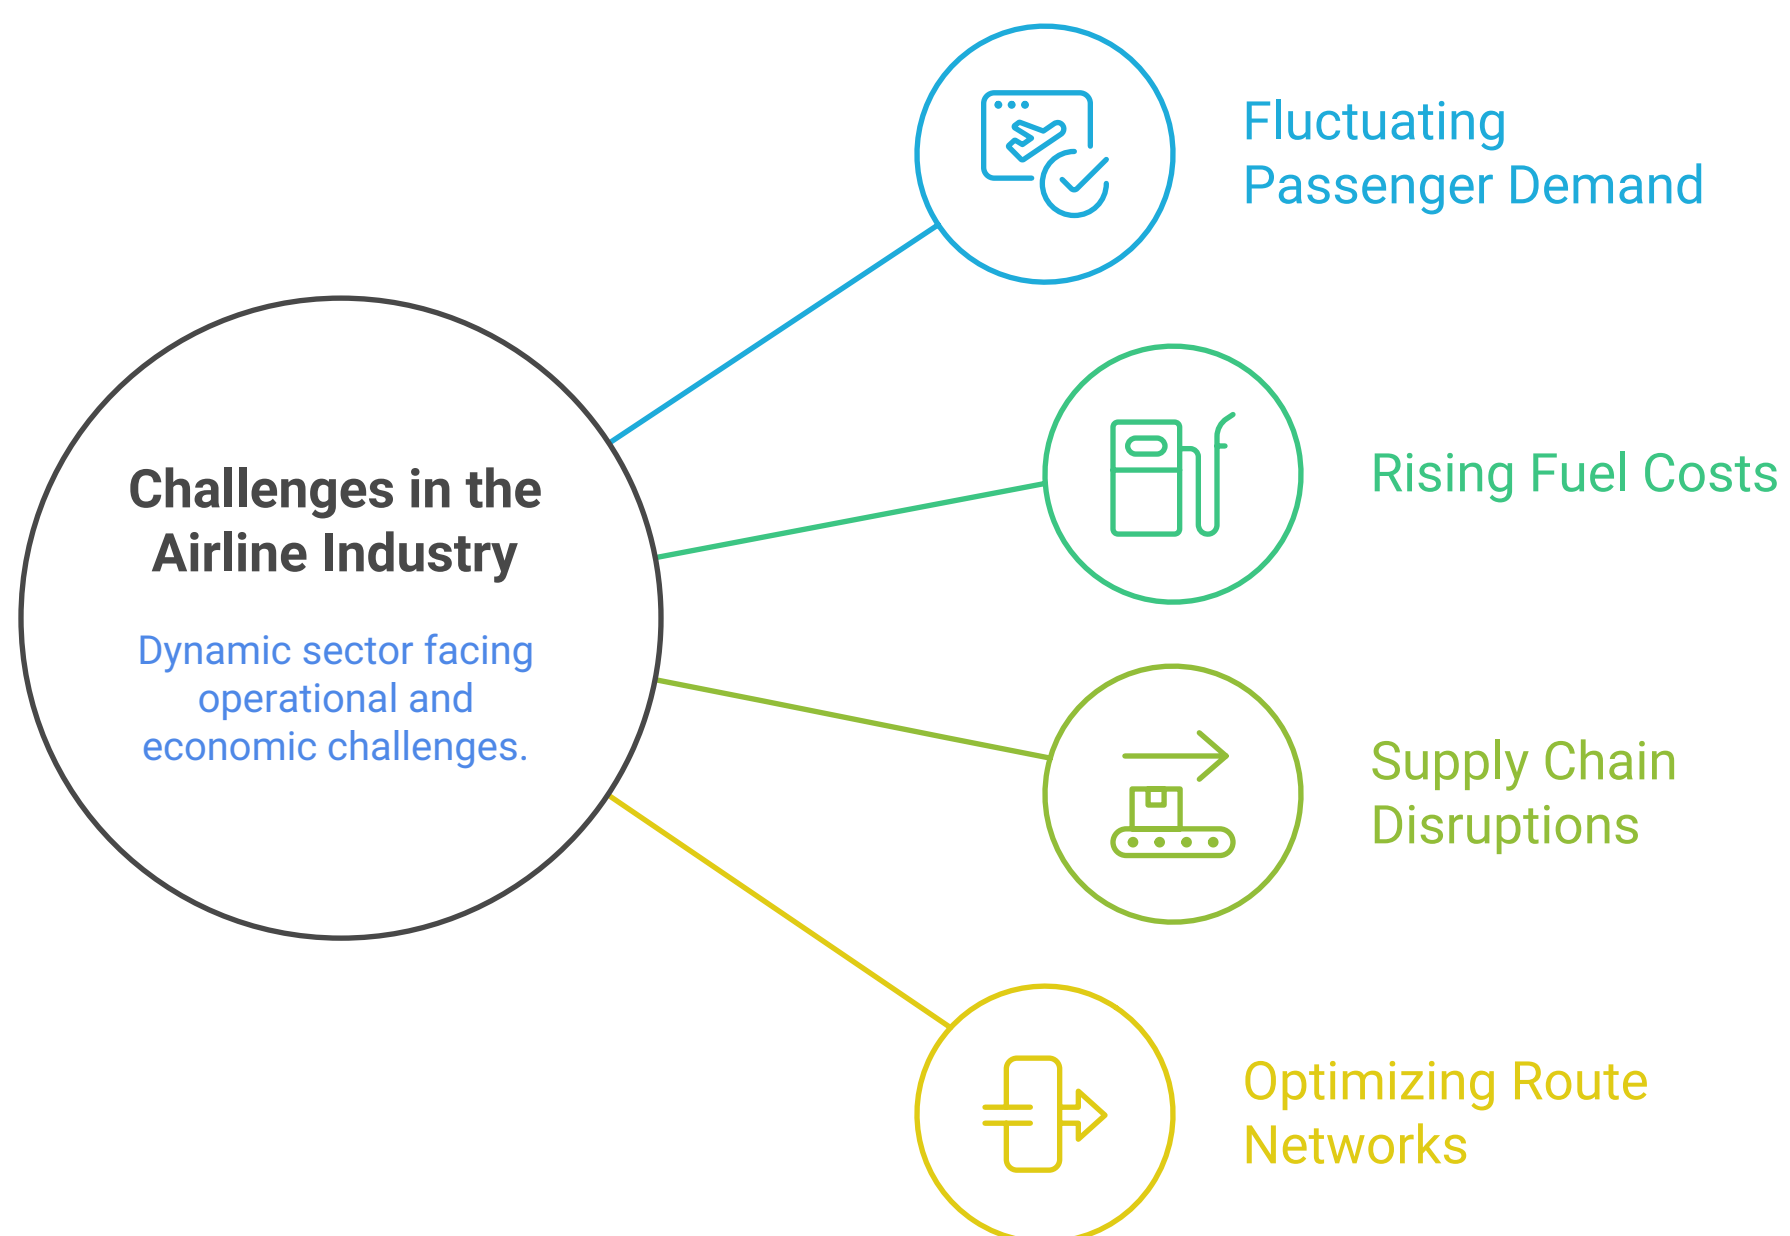 Challenges in the
Airline Industry
Dynamic sector facing
operational and
economic challenges.
Fluctuating
Passenger Demand
Rising Fuel Costs
Supply Chain
Disruptions
Optimizing Route
Networks